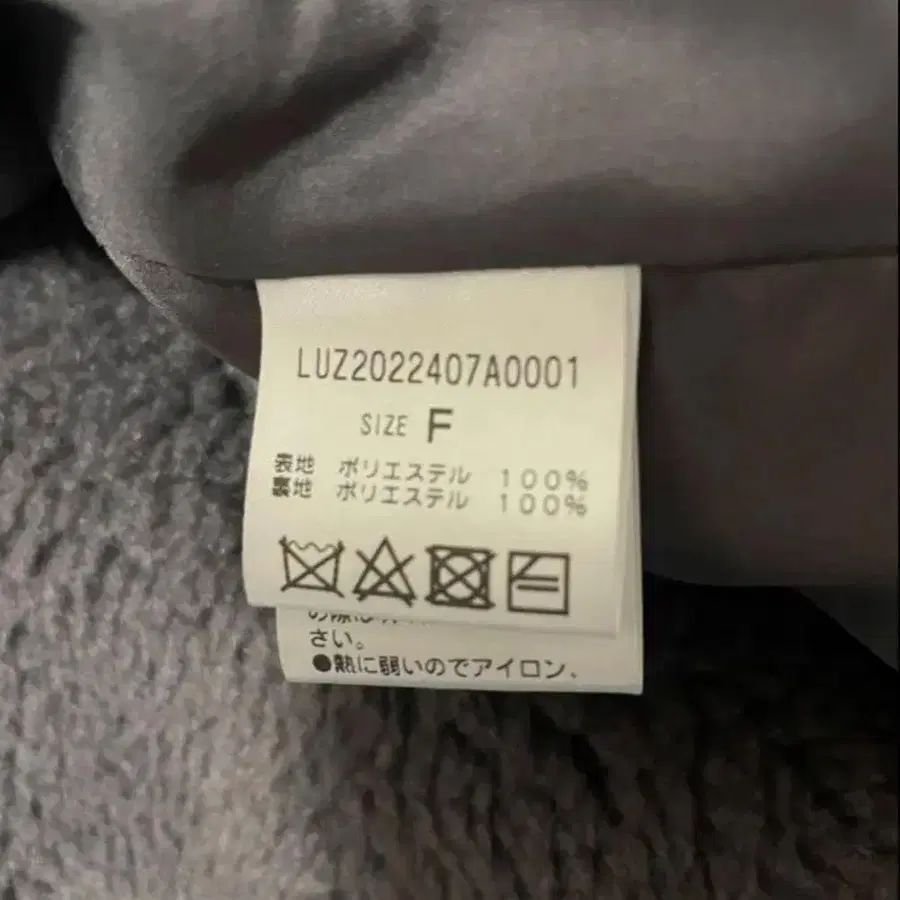 LUZ2022407A0001
SIZE F
表地 ポリエステル 100%
裏地 ポリエステル 100%
さい。
●熱に弱いのでアイロン、